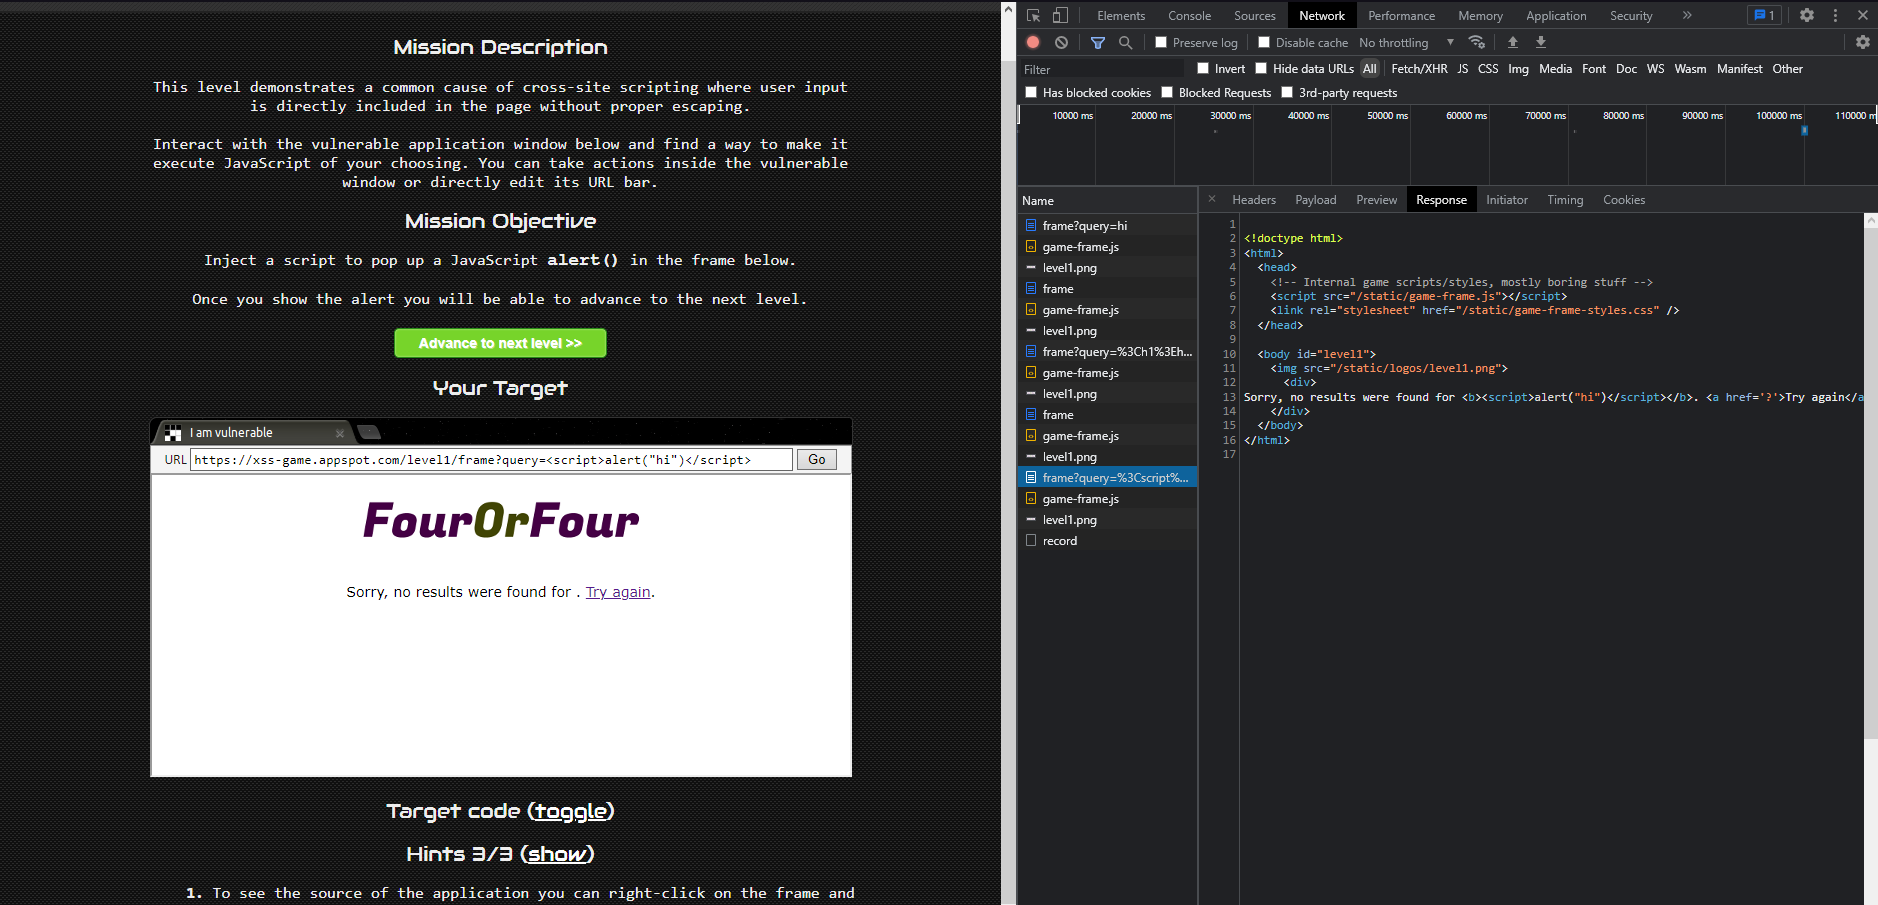 Mission Description
This level demonstrates a common cause of cross-site scripting where user input
is directly included in the page without proper escaping.
Interact with the vulnerable application window below and find a way to make it
execute JavaScript of your choosing. You can take actions inside the vulnerable
window or directly edit its URL bar.
Mission Objective
Inject a script to pop up a JavaScript alert() in the frame below.
Once you show the alert you will be able to advance to the next level.
Advance to next level >>
Your Target
I am vulnerable
URL https://xss-game.appspot.com/level1/frame?query=<script>alert("hi")</script> Go
FourOrFour
Sorry, no results were found for . Try again.
Target code (toggle)
Hints 3/3 (show)
1. To see the source of the application you can right-click on the frame and
Elements Console Sources Network Performance Memory Application Security » 1
Preserve log Disable cache No throttling
Filter Invert Hide data URLs All Fetch/XHR JS CSS Img Media Font Doc WS Wasm Manifest Other
Has blocked cookies Blocked Requests 3rd-party requests
10000 ms 20000 ms 30000 ms 40000 ms 50000 ms 60000 ms 70000 ms 80000 ms 90000 ms 100000 ms 110000 m
Name
frame?query=hi
game-frame.js
level1.png
frame
game-frame.js
level1.png
frame?query=%3Ch1%3Eh...
game-frame.js
level1.png
frame
game-frame.js
level1.png
frame?query=%3Cscript%...
game-frame.js
level1.png
record
× Headers Payload Preview Response Initiator Timing Cookies
1
2 <!doctype html>
3 <html>
4 <head>
5 <!-- Internal game scripts/styles, mostly boring stuff -->
6 <script src="/static/game-frame.js"></script>
7 <link rel="stylesheet" href="/static/game-frame-styles.css" />
8 </head>
9
10 <body id="level1">
11 <img src="/static/logos/level1.png">
12 <div>
13 Sorry, no results were found for <b><script>alert("hi")</script></b>. <a href='?'>Try again</a
14 </div>
15 </body>
16 </html>
17